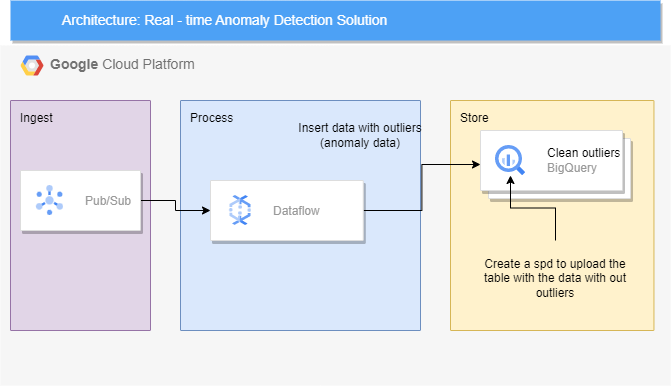 Architecture: Real - time Anomaly Detection Solution
Google Cloud Platform
Ingest
Pub/Sub
Process
Insert data with outliers
(anomaly data)
Dataflow
Store
Clean outliers
BigQuery
Create a spd to upload the
table with the data with out
outliers